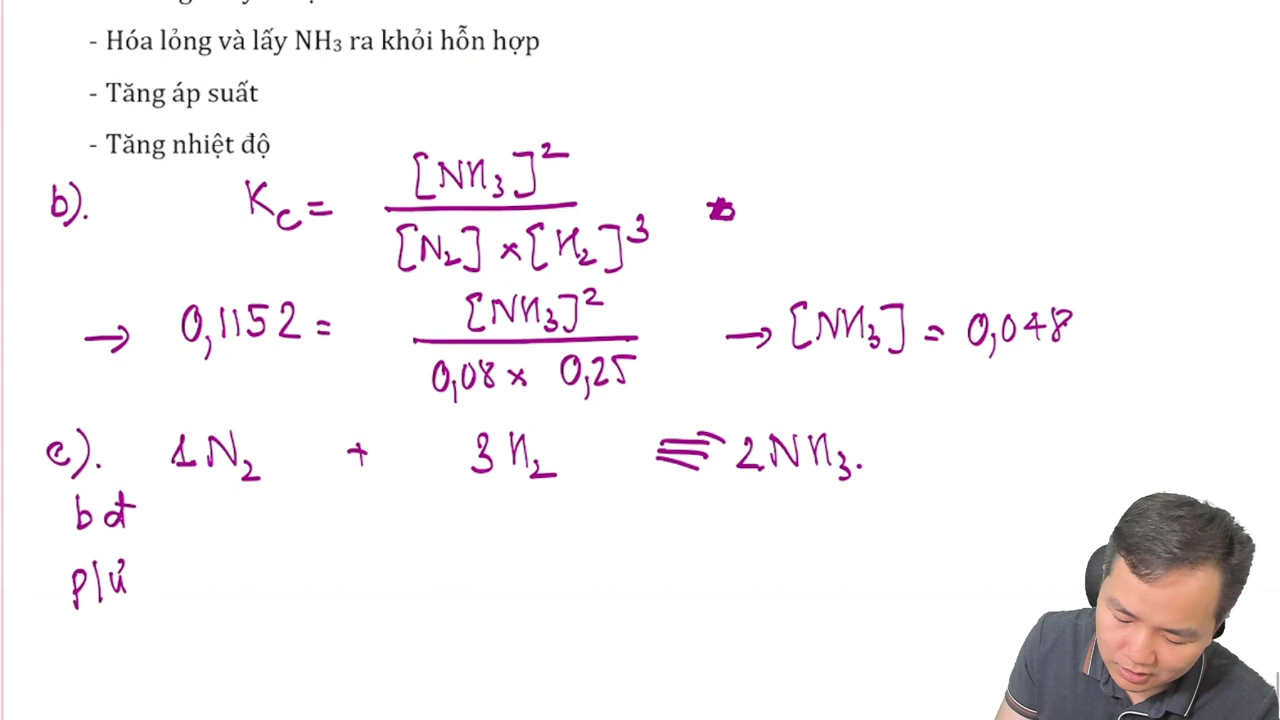 - Hóa lỏng và lấy NH₃ ra khỏi hỗn hợp
- Tăng áp suất
- Tăng nhiệt độ
b). K_C = [NH₃]² / [N₂] × [H₂]³
→ 0,1152 = [NH₃]² / 0,08 × 0,25 → [NH₃] = 0,048
c). 1N₂ + 3H₂ ⇌ 2NH₃.
bđ
p/ứ